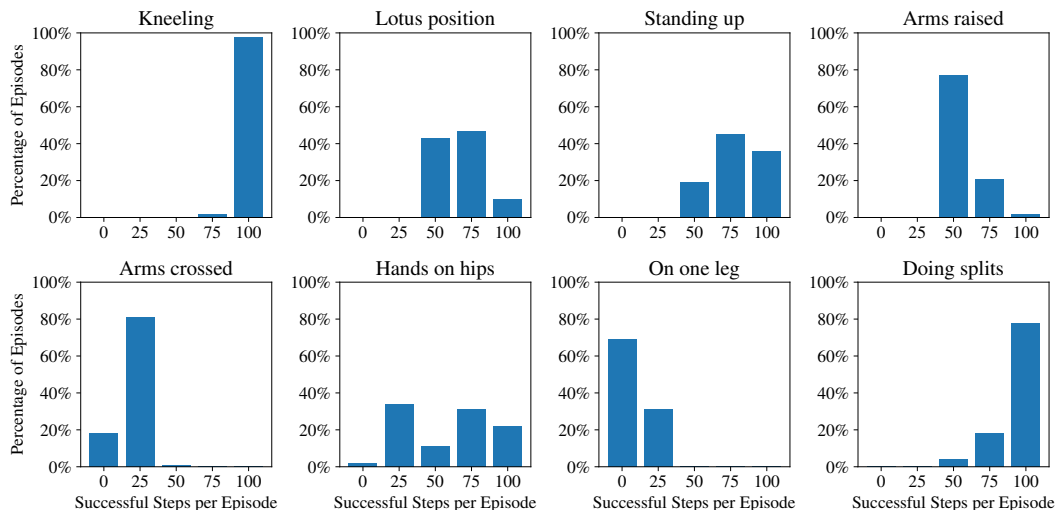 Kneeling
Lotus position
Standing up
Arms raised
Percentage of Episodes
100%
80%
60%
40%
20%
0%
0 25 50 75 100
100%
80%
60%
40%
20%
0%
0 25 50 75 100
100%
80%
60%
40%
20%
0%
0 25 50 75 100
100%
80%
60%
40%
20%
0%
0 25 50 75 100
Arms crossed
Hands on hips
On one leg
Doing splits
Percentage of Episodes
100%
80%
60%
40%
20%
0%
0 25 50 75 100
Successful Steps per Episode
100%
80%
60%
40%
20%
0%
0 25 50 75 100
Successful Steps per Episode
100%
80%
60%
40%
20%
0%
0 25 50 75 100
Successful Steps per Episode
100%
80%
60%
40%
20%
0%
0 25 50 75 100
Successful Steps per Episode